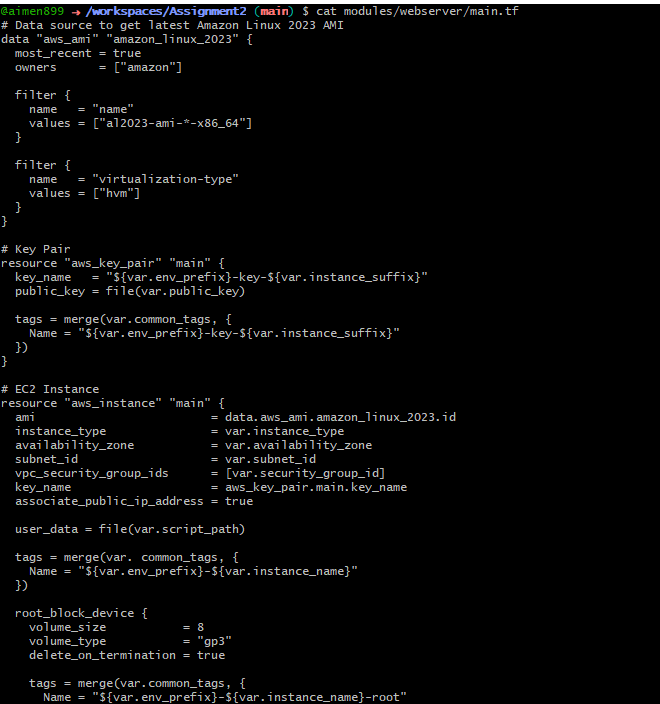 @aimen899 ➜ /workspaces/Assignment2 (main) $ cat modules/webserver/main.tf
# Data source to get latest Amazon Linux 2023 AMI
data "aws_ami" "amazon_linux_2023" {
  most_recent = true
  owners      = ["amazon"]

  filter {
    name   = "name"
    values = ["al2023-ami-*-x86_64"]
  }

  filter {
    name   = "virtualization-type"
    values = ["hvm"]
  }
}

# Key Pair
resource "aws_key_pair" "main" {
  key_name   = "${var.env_prefix}-key-${var.instance_suffix}"
  public_key = file(var.public_key)

  tags = merge(var.common_tags, {
    Name = "${var.env_prefix}-key-${var.instance_suffix}"
  })
}

# EC2 Instance
resource "aws_instance" "main" {
  ami                         = data.aws_ami.amazon_linux_2023.id
  instance_type               = var.instance_type
  availability_zone           = var.availability_zone
  subnet_id                   = var.subnet_id
  vpc_security_group_ids      = [var.security_group_id]
  key_name                    = aws_key_pair.main.key_name
  associate_public_ip_address = true

  user_data = file(var.script_path)

  tags = merge(var. common_tags, {
    Name = "${var.env_prefix}-${var.instance_name}"
  })

  root_block_device {
    volume_size           = 8
    volume_type           = "gp3"
    delete_on_termination = true

    tags = merge(var.common_tags, {
      Name = "${var.env_prefix}-${var.instance_name}-root"